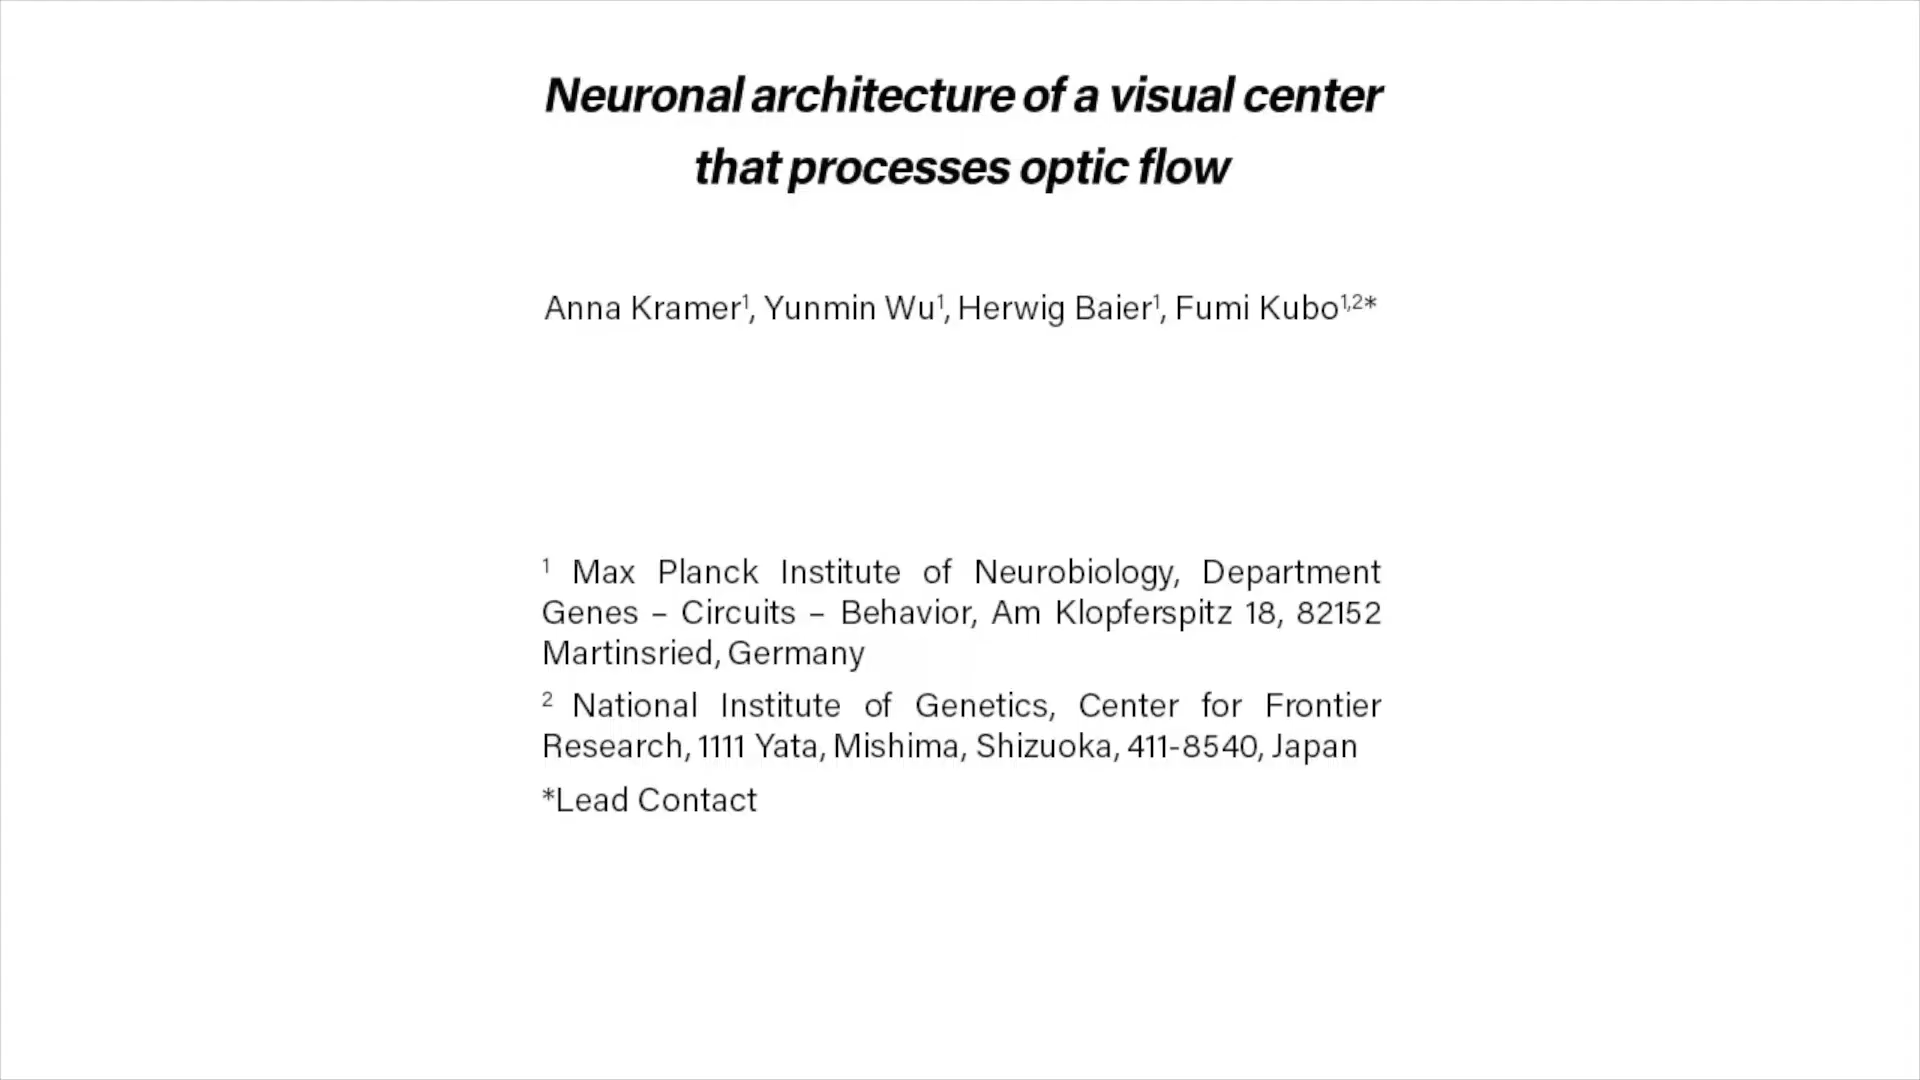 Neuronal architecture of a visual center
that processes optic flow
Anna Kramer¹, Yunmin Wu¹, Herwig Baier¹, Fumi Kubo¹,²*
¹ Max Planck Institute of Neurobiology, Department
Genes – Circuits – Behavior, Am Klopferspitz 18, 82152
Martinsried, Germany
² National Institute of Genetics, Center for Frontier
Research, 1111 Yata, Mishima, Shizuoka, 411-8540, Japan
*Lead Contact